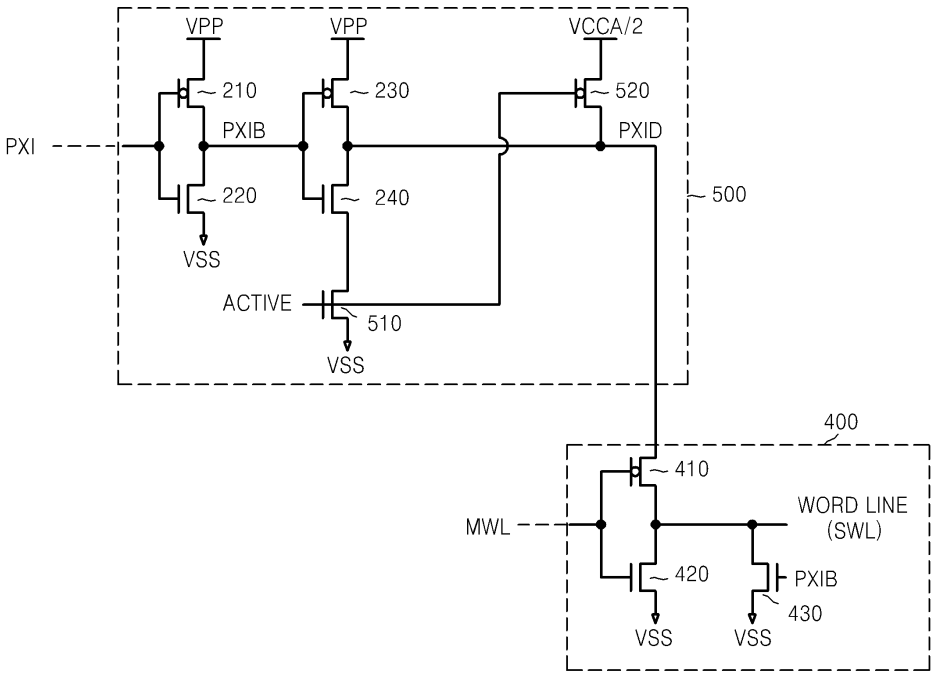 VPP
VPP
VCCA/2
210
230
520
PXI
PXIB
PXID
220
240
500
VSS
ACTIVE
510
VSS
400
410
MWL
WORD LINE
(SWL)
420
PXIB
430
VSS
VSS